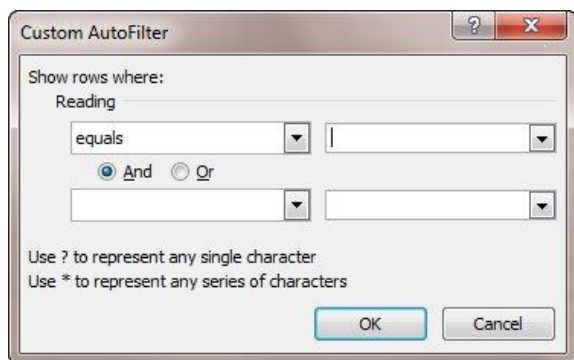 Custom AutoFilter
Show rows where:
Reading
equals
And Or
Use ? to represent any single character
Use * to represent any series of characters
OK Cancel